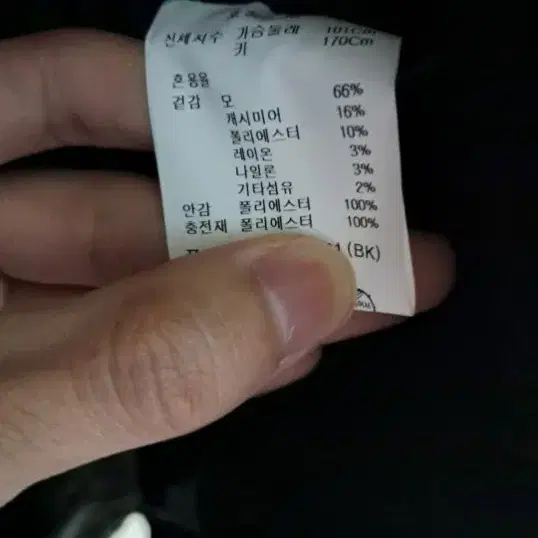 신체치수 가슴둘레 101Cm
키 170Cm
혼용율
겉감 모 66%
캐시미어 16%
폴리에스터 10%
레이온 3%
나일론 3%
기타섬유 2%
안감 폴리에스터 100%
충전재 폴리에스터 100%
(BK)